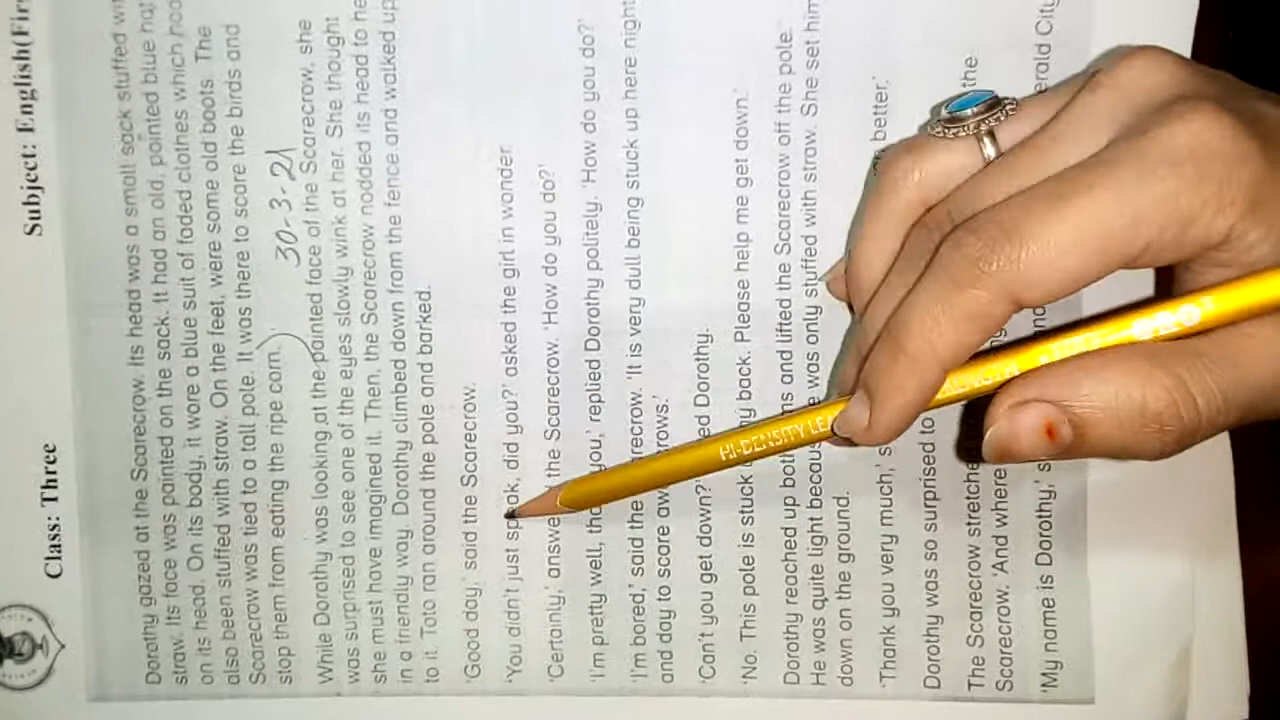 Subject: English(Fir
Class: Three
Dorothy gazed at the Scarecrow. Its head was a small sack stuffed wi
straw. Its face was painted on the sack. It had an old, pointed blue hat
on its head. On its body, it wore a blue suit of faded clothes which had
also been stuffed with straw. On the feet, were some old boots. The
Scarecrow was tied to a tall pole. It was there to scare the birds and
stop them from eating the ripe corn.
30-3-21
While Dorothy was looking at the painted face of the Scarecrow, she
was surprised to see one of the eyes slowly wink at her. She thought
she must have imagined it. Then, the Scarecrow nodded its head to he
in a friendly way. Dorothy climbed down from the fence and walked up
to it. Toto ran around the pole and barked.
'Good day,' said the Scarecrow.
'You didn't just spak, did you?' asked the girl in wonder.
'Certainly,' answe the Scarecrow. 'How do you do?'
'I'm pretty well, tha you,' replied Dorothy politely. 'How do you do?'
'I'm bored,' said the recrow. 'It is very dull being stuck up here night
and day to scare aw rows.'
'Can't you get down?' ed Dorothy.
'No. This pole is stuck my back. Please help me get down.'
Dorothy reached up bot ms and lifted the Scarecrow off the pole.
He was quite light becaus e was only stuffed with straw. She set him
down on the ground.
'Thank you very much,' s better.'
Dorothy was so surprised to
The Scarecrow stretche the
Scarecrow. 'And where
'My name is Dorothy,' s erald City